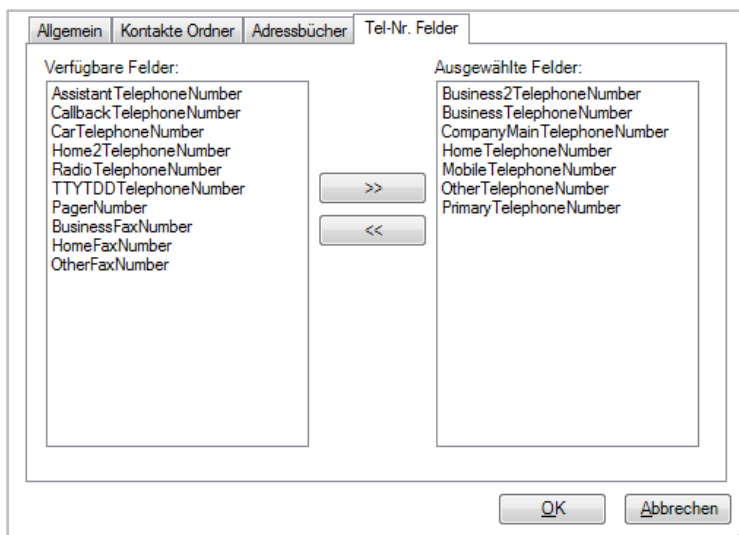 Allgemein Kontakte Ordner Adressbücher Tel-Nr. Felder
Verfügbare Felder:
AssistantTelephoneNumber
CallbackTelephoneNumber
CarTelephoneNumber
Home2TelephoneNumber
RadioTelephoneNumber
TTYTDDTelephoneNumber
PagerNumber
BusinessFaxNumber
HomeFaxNumber
OtherFaxNumber
>>
<<
Ausgewählte Felder:
Business2TelephoneNumber
BusinessTelephoneNumber
CompanyMainTelephoneNumber
HomeTelephoneNumber
MobileTelephoneNumber
OtherTelephoneNumber
PrimaryTelephoneNumber
OK Abbrechen